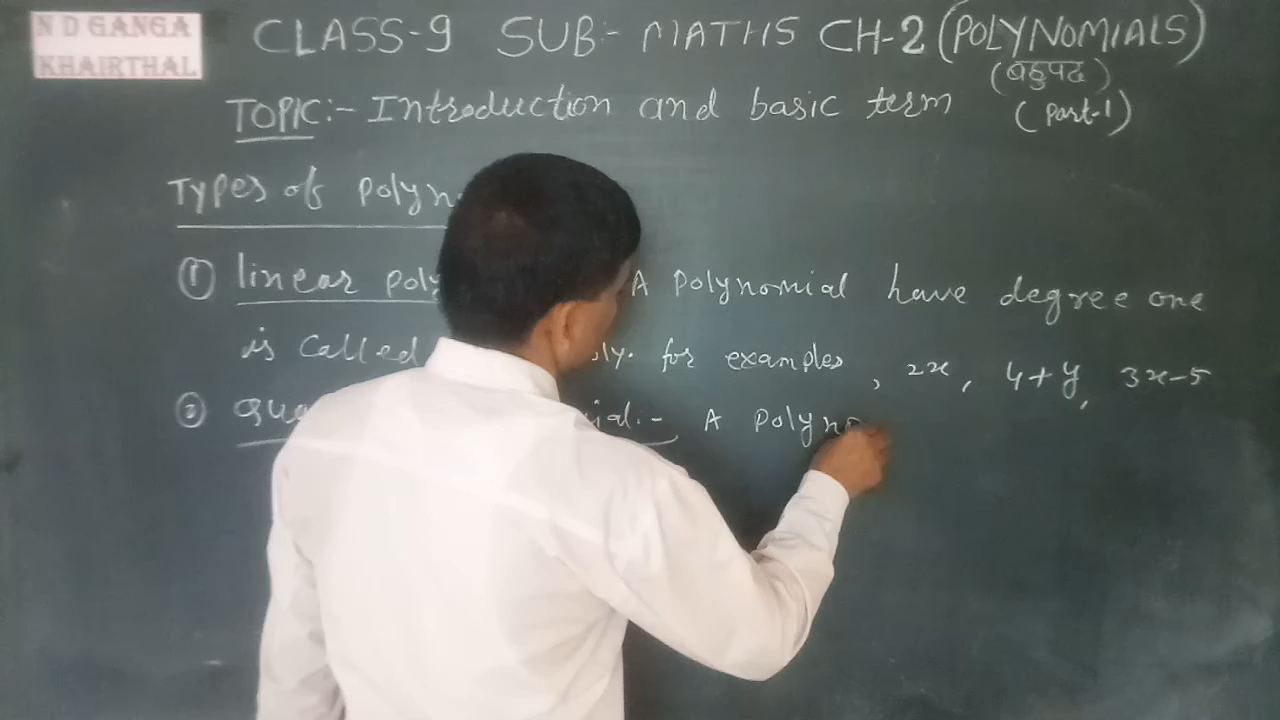 N D GANGA
KHAIRTHAL
CLASS-9 SUB:- MATHS CH-2 (POLYNOMIALS)
(बहुपद)
TOPIC:- Introduction and basic term (Part-1)
Types of Polyn
① linear poly A Polynomial have degree one
is called oly. for examples, 2x, 4+y, 3x-5
② qua ial:- A Polyno